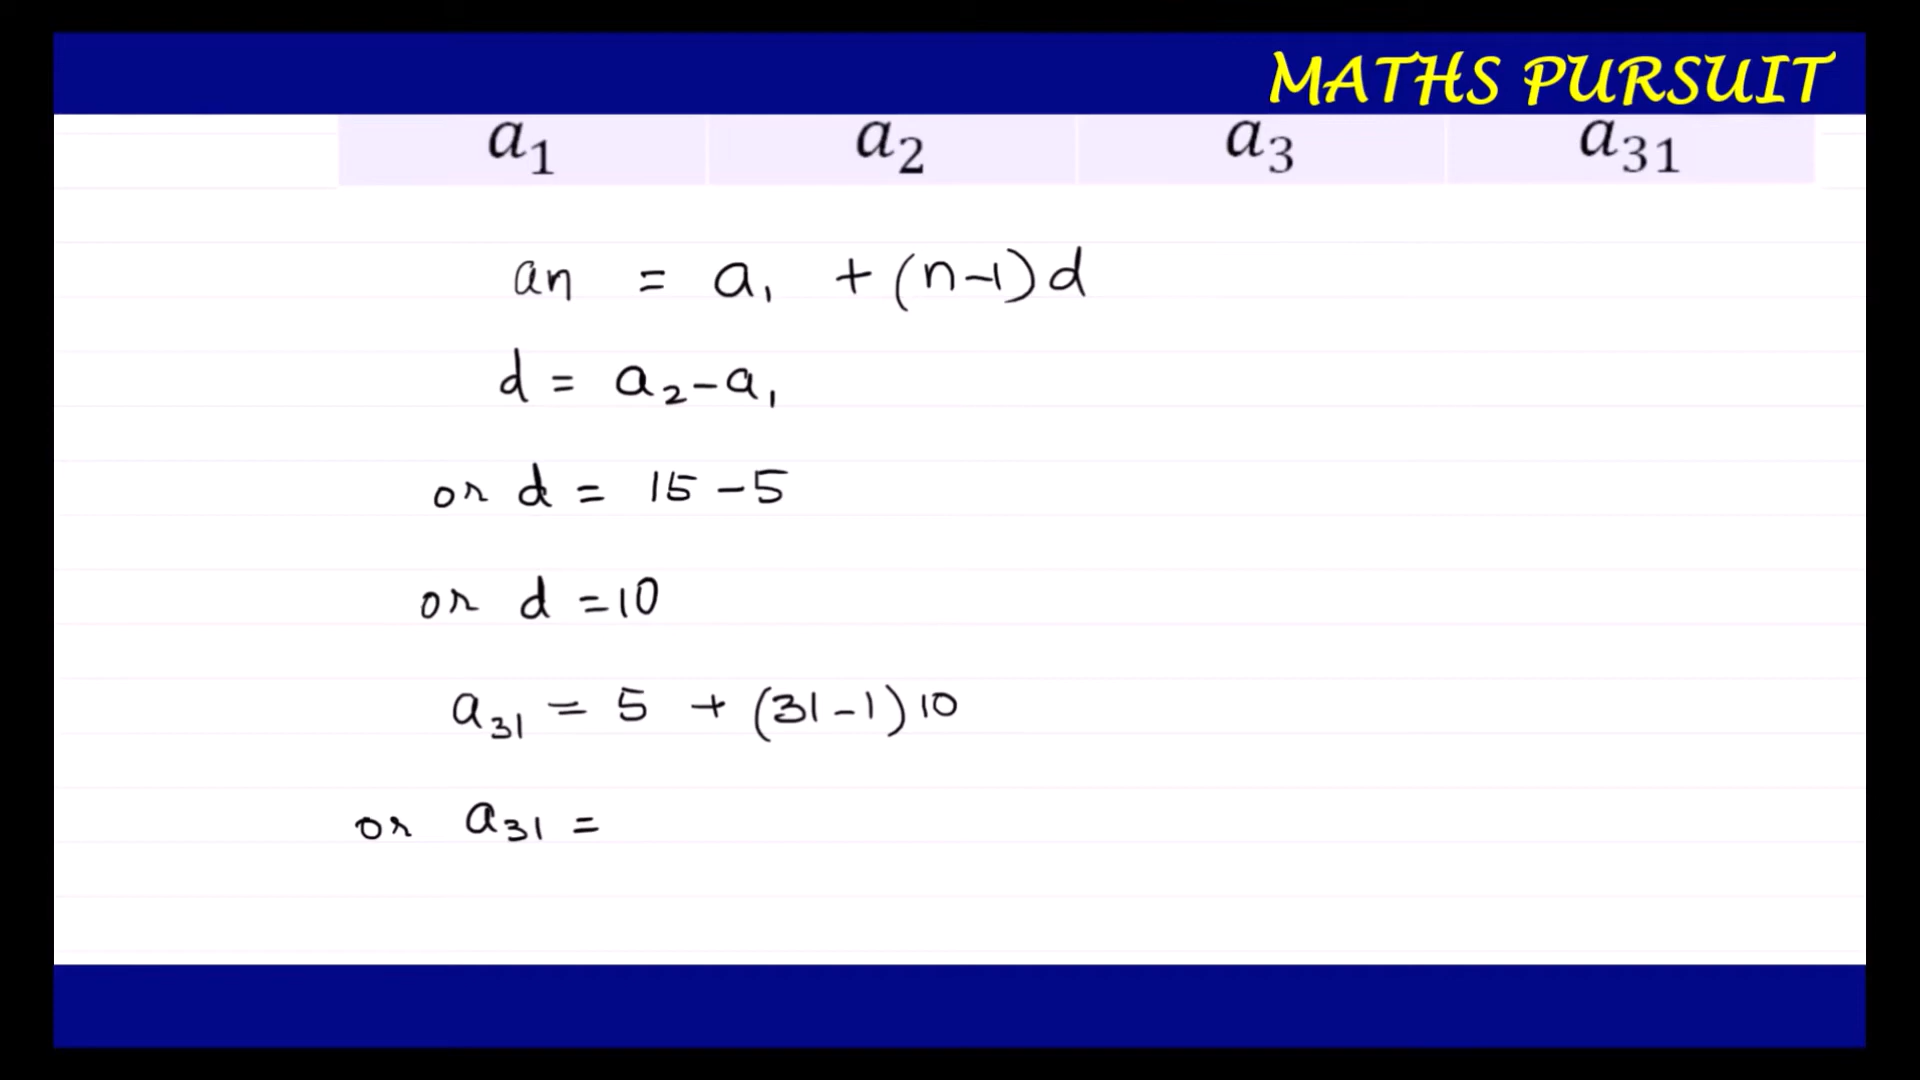 MATHS PURSUIT
a₁ a₂ a₃ a₃₁
an = a₁ + (n-1)d
d = a₂-a₁
or d = 15-5
or d =10
a₃₁ = 5 + (31-1)10
or a₃₁ =